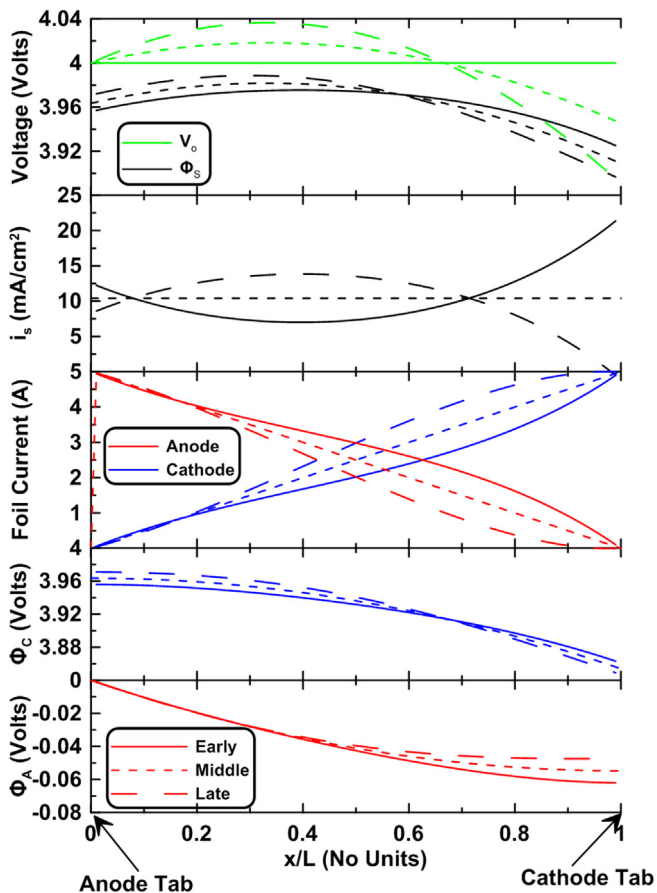 4.04
4
3.96
3.92
25
Voltage (Volts)
V₀
Φₛ
20
15
10
5
iₛ (mA/cm²)
4
3
2
1
4
Foil Current (A)
Anode
Cathode
3.96
3.92
3.88
0
Φ_C (Volts)
-0.02
-0.04
-0.06
-0.08
Φ_A (Volts)
Early
Middle
Late
0 0.2 0.4 0.6 0.8 1
x/L (No Units)
Anode Tab
Cathode Tab